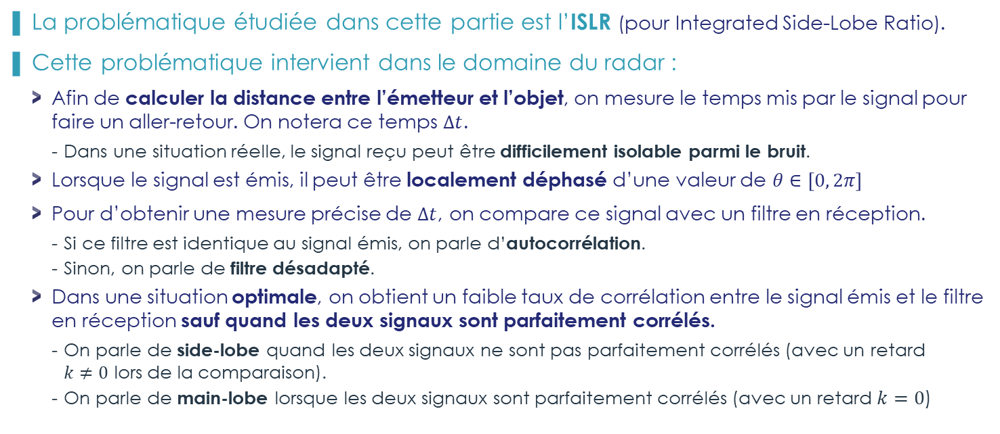 La problématique étudiée dans cette partie est l’ISLR (pour Integrated Side-Lobe Ratio).
Cette problématique intervient dans le domaine du radar :
Afin de calculer la distance entre l’émetteur et l’objet, on mesure le temps mis par le signal pour
faire un aller-retour. On notera ce temps Δt.
- Dans une situation réelle, le signal reçu peut être difficilement isolable parmi le bruit.
Lorsque le signal est émis, il peut être localement déphasé d’une valeur de θ ∈ [0, 2π]
Pour d’obtenir une mesure précise de Δt, on compare ce signal avec un filtre en réception.
- Si ce filtre est identique au signal émis, on parle d’autocorrélation.
- Sinon, on parle de filtre désadapté.
Dans une situation optimale, on obtient un faible taux de corrélation entre le signal émis et le filtre
en réception sauf quand les deux signaux sont parfaitement corrélés.
- On parle de side-lobe quand les deux signaux ne sont pas parfaitement corrélés (avec un retard
k ≠ 0 lors de la comparaison).
- On parle de main-lobe lorsque les deux signaux sont parfaitement corrélés (avec un retard k = 0)